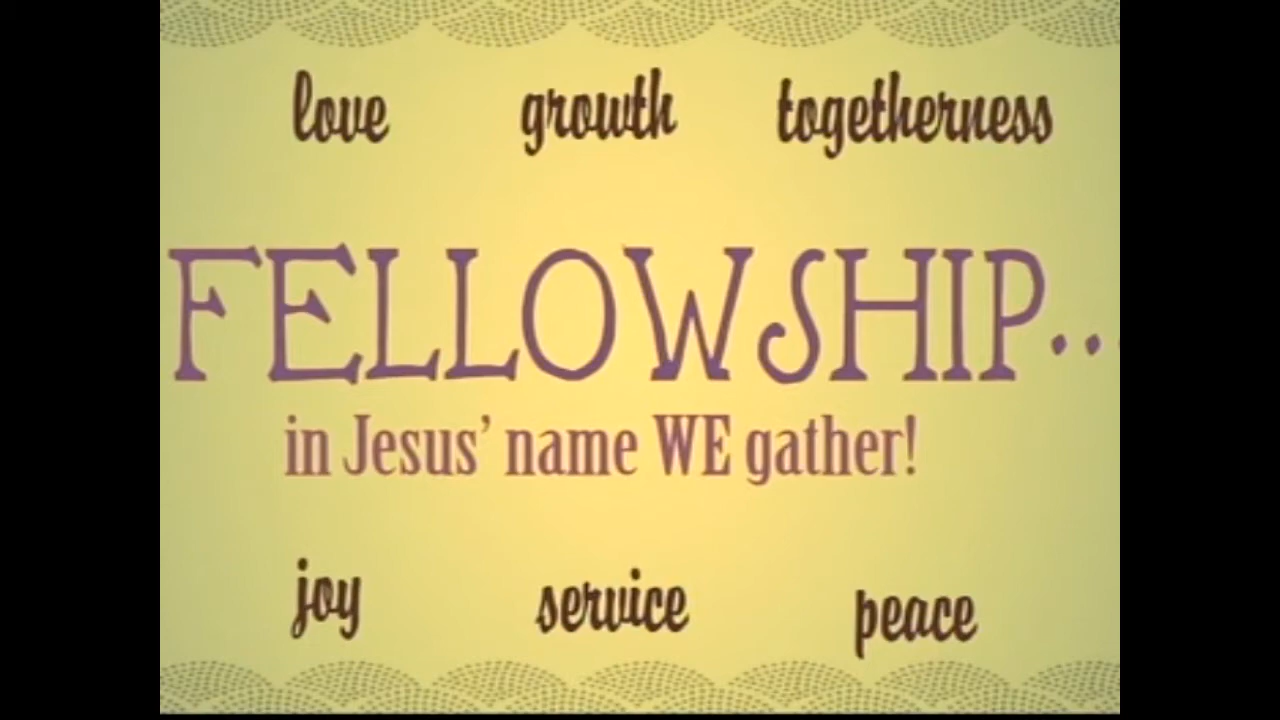 love growth togetherness
FELLOWSHIP...
in Jesus’ name WE gather!
joy service peace